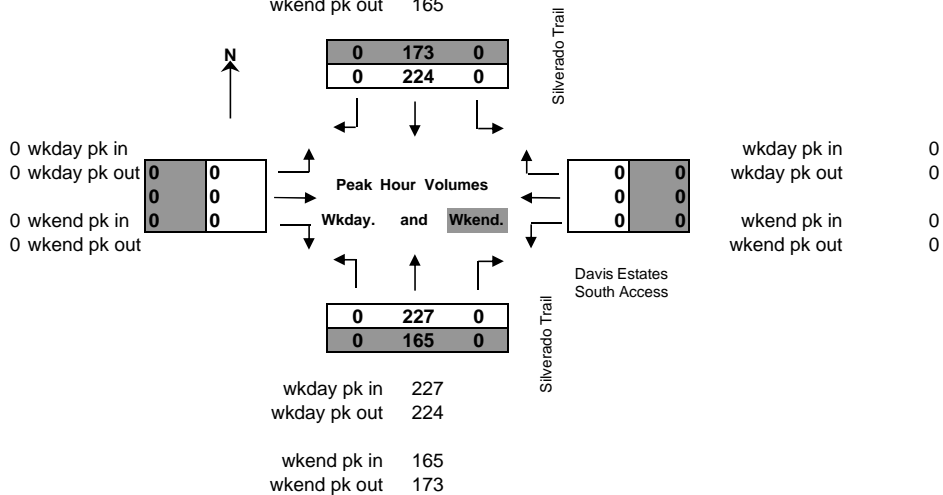 wkend pk out 165
Silverado Trail
0 173 0
0 224 0
N
0 wkday pk in
0 wkday pk out
0 wkend pk in
0 wkend pk out
0 0
0 0
0 0
Peak Hour Volumes
Wkday. and Wkend.
0 0
0 0
0 0
wkday pk in 0
wkday pk out 0
wkend pk in 0
wkend pk out 0
Davis Estates
South Access
0 227 0
0 165 0
Silverado Trail
wkday pk in 227
wkday pk out 224
wkend pk in 165
wkend pk out 173